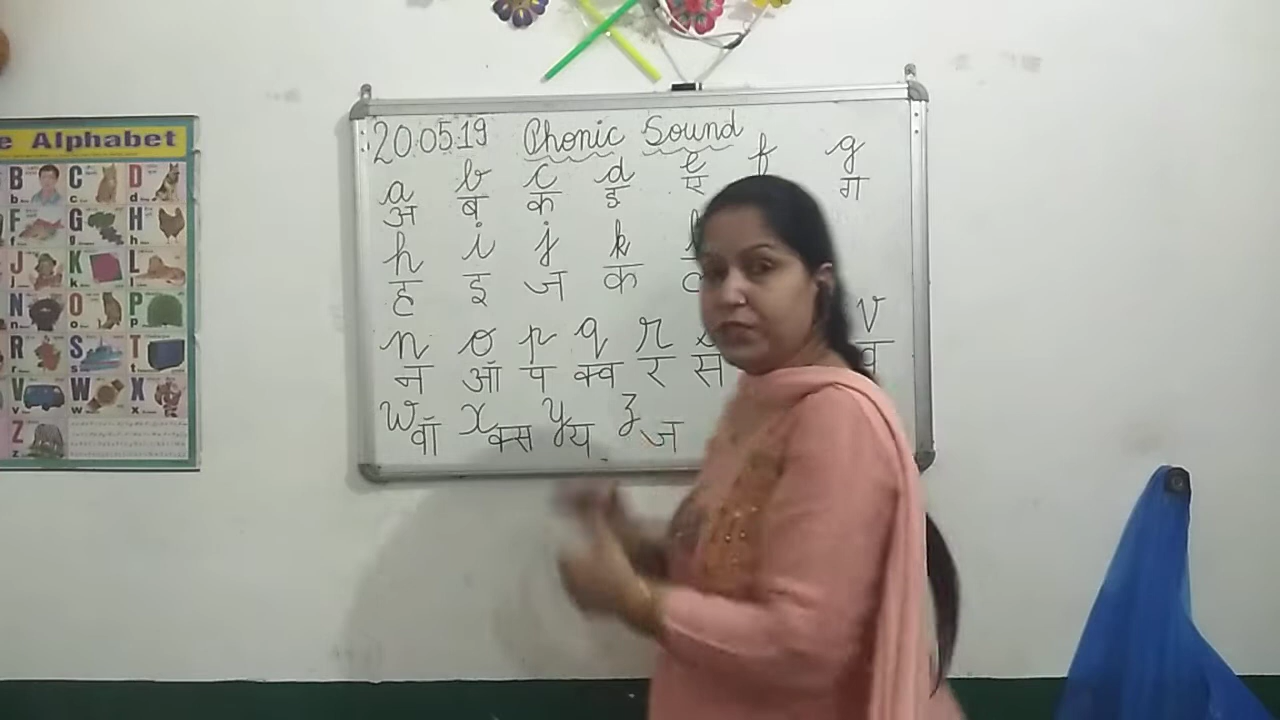 20.05.19 Phonic Sound
a b c d e f g
अ ब क ड ए ग
h i j k
ह इ ज क
n o p q r v
न ऑ प क्व र स व
w वॉ x क्स y य z ज
e Alphabet
B C D
b c d
F G H
f g h
J K L
N O P
n o p
R S T
r s t
V W X
v w x
Z
z